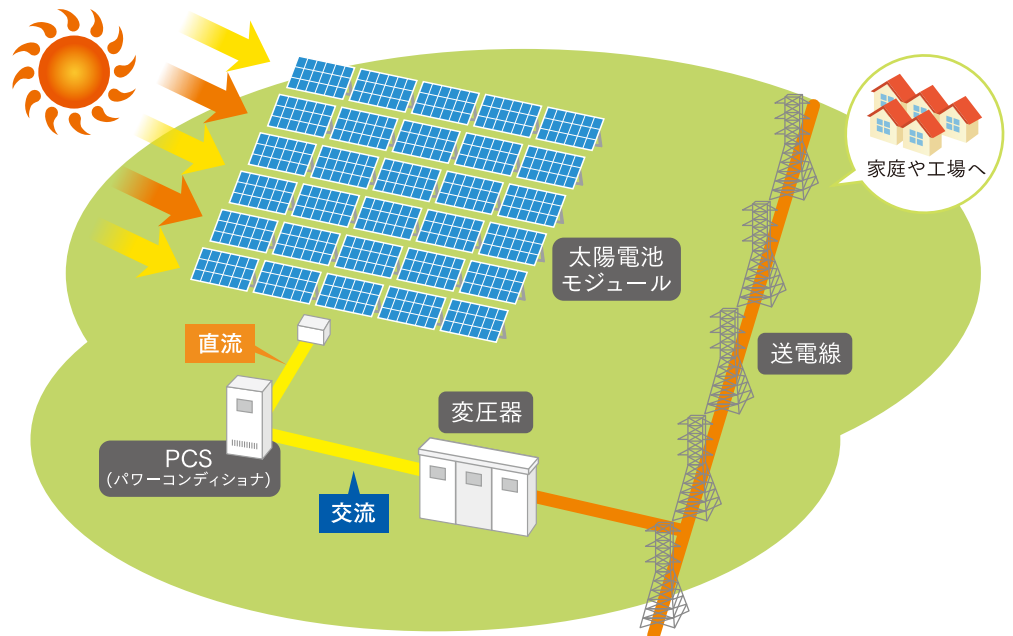 家庭や工場へ
太陽電池
モジュール
直流
送電線
変圧器
PCS
(パワーコンディショナ)
交流